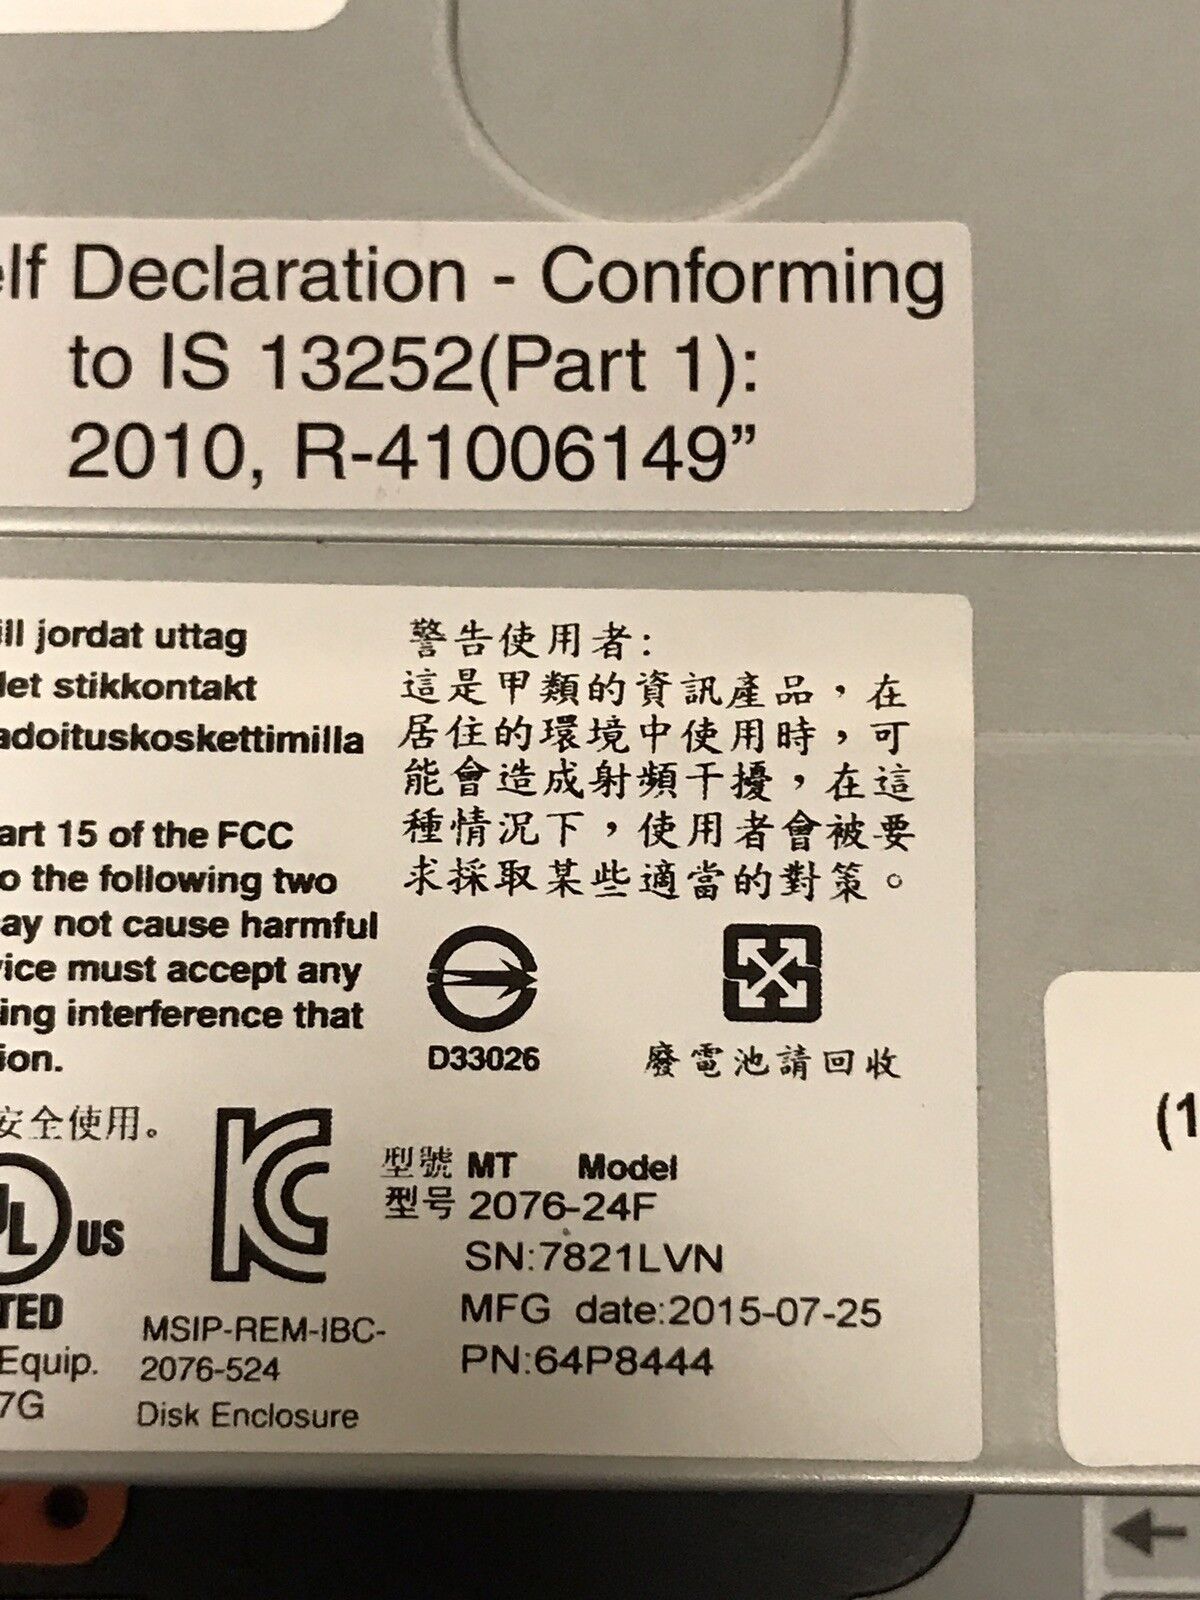 elf Declaration - Conforming
to IS 13252(Part 1):
2010, R-41006149”
ill jordat uttag
let stikkontakt
adoituskoskettimilla
art 15 of the FCC
o the following two
ay not cause harmful
vice must accept any
ing interference that
ion.
警告使用者:
這是甲類的資訊產品，在
居住的環境中使用時，可
能會造成射頻干擾，在這
種情況下，使用者會被要
求採取某些適當的對策。
D33026
廢電池請回收
安全使用。
UL US
TED
Equip.
7G
KC
MSIP-REM-IBC-
2076-524
Disk Enclosure
型號 MT Model
型号 2076-24F
SN:7821LVN
MFG date:2015-07-25
PN:64P8444
(1